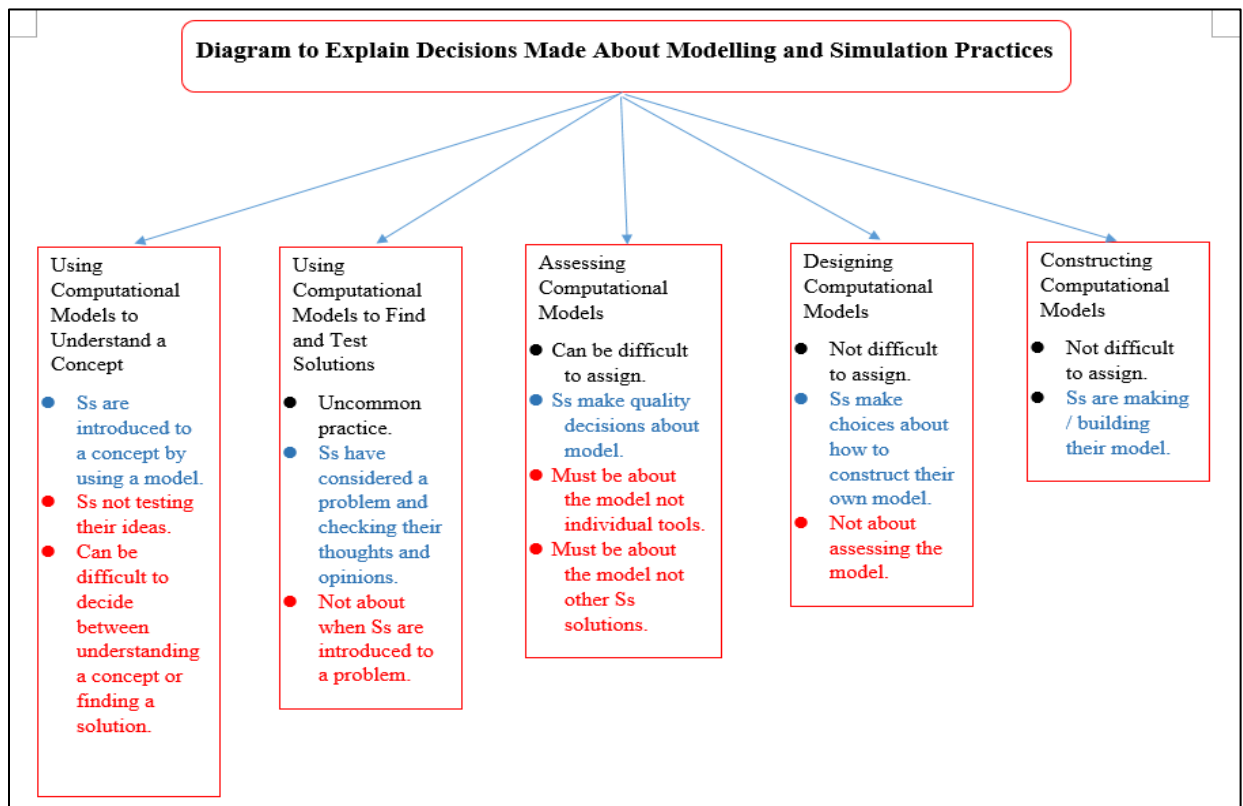 Diagram to Explain Decisions Made About Modelling and Simulation Practices
Using
Computational
Models to
Understand a
Concept
● Ss are
introduced to
a concept by
using a model.
● Ss not testing
their ideas.
● Can be
difficult to
decide
between
understanding
a concept or
finding a
solution.
Using
Computational
Models to Find
and Test
Solutions
● Uncommon
practice.
● Ss have
considered a
problem and
checking their
thoughts and
opinions.
● Not about
when Ss are
introduced to
a problem.
Assessing
Computational
Models
● Can be difficult
to assign.
● Ss make quality
decisions about
model.
● Must be about
the model not
individual tools.
● Must be about
the model not
other Ss
solutions.
Designing
Computational
Models
● Not difficult
to assign.
● Ss make
choices about
how to
construct their
own model.
● Not about
assessing the
model.
Constructing
Computational
Models
● Not difficult
to assign.
● Ss are making
/ building
their model.